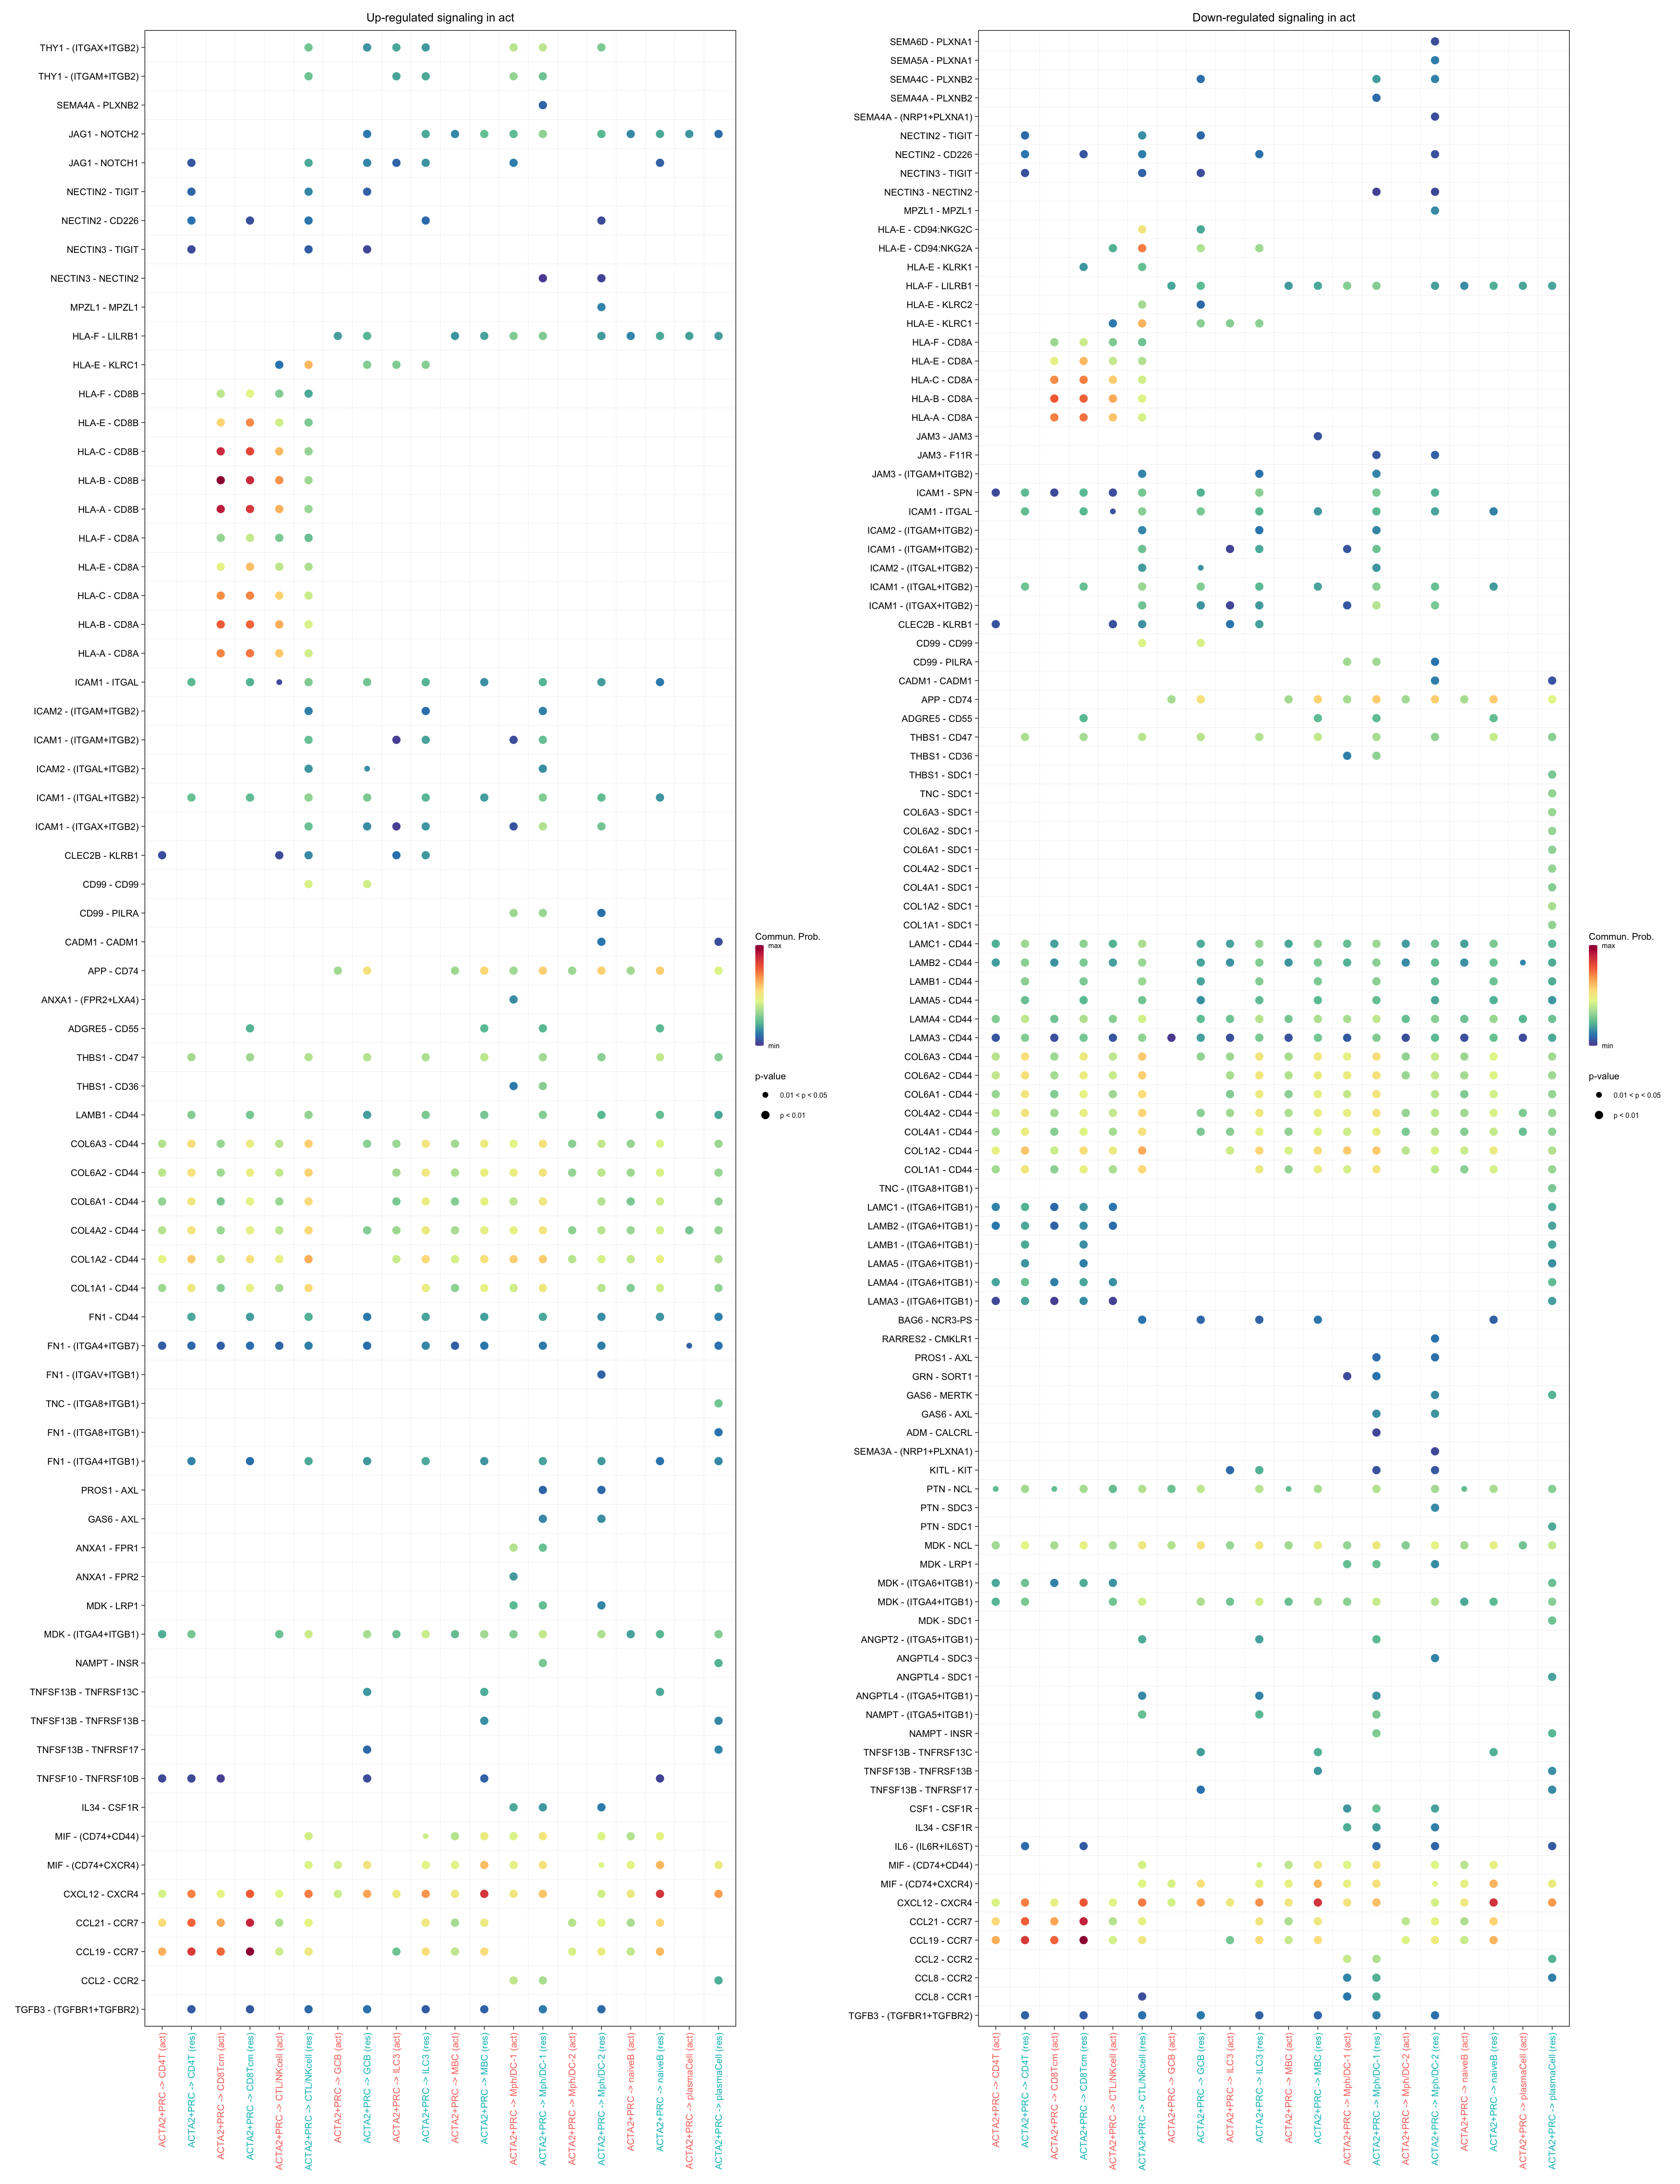 Up-regulated signaling in act
THY1 - (ITGAX+ITGB2)
THY1 - (ITGAM+ITGB2)
SEMA4A - PLXNB2
JAG1 - NOTCH2
JAG1 - NOTCH1
NECTIN2 - TIGIT
NECTIN2 - CD226
NECTIN3 - TIGIT
NECTIN3 - NECTIN2
MPZL1 - MPZL1
HLA-F - LILRB1
HLA-E - KLRC1
HLA-F - CD8B
HLA-E - CD8B
HLA-C - CD8B
HLA-B - CD8B
HLA-A - CD8B
HLA-F - CD8A
HLA-E - CD8A
HLA-C - CD8A
HLA-B - CD8A
HLA-A - CD8A
ICAM1 - ITGAL
ICAM2 - (ITGAM+ITGB2)
ICAM1 - (ITGAM+ITGB2)
ICAM2 - (ITGAL+ITGB2)
ICAM1 - (ITGAL+ITGB2)
ICAM1 - (ITGAX+ITGB2)
CLEC2B - KLRB1
CD99 - CD99
CD99 - PILRA
CADM1 - CADM1
APP - CD74
ANXA1 - (FPR2+LXA4)
ADGRE5 - CD55
THBS1 - CD47
THBS1 - CD36
LAMB1 - CD44
COL6A3 - CD44
COL6A2 - CD44
COL6A1 - CD44
COL4A2 - CD44
COL1A2 - CD44
COL1A1 - CD44
FN1 - CD44
FN1 - (ITGA4+ITGB7)
FN1 - (ITGAV+ITGB1)
TNC - (ITGA8+ITGB1)
FN1 - (ITGA8+ITGB1)
FN1 - (ITGA4+ITGB1)
PROS1 - AXL
GAS6 - AXL
ANXA1 - FPR1
ANXA1 - FPR2
MDK - LRP1
MDK - (ITGA4+ITGB1)
NAMPT - INSR
TNFSF13B - TNFRSF13C
TNFSF13B - TNFRSF13B
TNFSF13B - TNFRSF17
TNFSF10 - TNFRSF10B
IL34 - CSF1R
MIF - (CD74+CD44)
MIF - (CD74+CXCR4)
CXCL12 - CXCR4
CCL21 - CCR7
CCL19 - CCR7
CCL2 - CCR2
TGFB3 - (TGFBR1+TGFBR2)
ACTA2+PRC -> CD4T (act)
ACTA2+PRC -> CD4T (res)
ACTA2+PRC -> CD8Tcm (act)
ACTA2+PRC -> CD8Tcm (res)
ACTA2+PRC -> CTL/NKcell (act)
ACTA2+PRC -> CTL/NKcell (res)
ACTA2+PRC -> GCB (act)
ACTA2+PRC -> GCB (res)
ACTA2+PRC -> ILC3 (act)
ACTA2+PRC -> ILC3 (res)
ACTA2+PRC -> MBC (act)
ACTA2+PRC -> MBC (res)
ACTA2+PRC -> Mph/DC-1 (act)
ACTA2+PRC -> Mph/DC-1 (res)
ACTA2+PRC -> Mph/DC-2 (act)
ACTA2+PRC -> Mph/DC-2 (res)
ACTA2+PRC -> naiveB (act)
ACTA2+PRC -> naiveB (res)
ACTA2+PRC -> plasmaCell (act)
ACTA2+PRC -> plasmaCell (res)
Commun. Prob.
max
min
p-value
0.01 < p < 0.05
p < 0.01
Down-regulated signaling in act
SEMA6D - PLXNA1
SEMA5A - PLXNA1
SEMA4C - PLXNB2
SEMA4A - PLXNB2
SEMA4A - (NRP1+PLXNA1)
NECTIN2 - TIGIT
NECTIN2 - CD226
NECTIN3 - TIGIT
NECTIN3 - NECTIN2
MPZL1 - MPZL1
HLA-E - CD94:NKG2C
HLA-E - CD94:NKG2A
HLA-E - KLRK1
HLA-F - LILRB1
HLA-E - KLRC2
HLA-E - KLRC1
HLA-F - CD8A
HLA-E - CD8A
HLA-C - CD8A
HLA-B - CD8A
HLA-A - CD8A
JAM3 - JAM3
JAM3 - F11R
JAM3 - (ITGAM+ITGB2)
ICAM1 - SPN
ICAM1 - ITGAL
ICAM2 - (ITGAM+ITGB2)
ICAM1 - (ITGAM+ITGB2)
ICAM2 - (ITGAL+ITGB2)
ICAM1 - (ITGAL+ITGB2)
ICAM1 - (ITGAX+ITGB2)
CLEC2B - KLRB1
CD99 - CD99
CD99 - PILRA
CADM1 - CADM1
APP - CD74
ADGRE5 - CD55
THBS1 - CD47
THBS1 - CD36
THBS1 - SDC1
TNC - SDC1
COL6A3 - SDC1
COL6A2 - SDC1
COL6A1 - SDC1
COL4A2 - SDC1
COL4A1 - SDC1
COL1A2 - SDC1
COL1A1 - SDC1
LAMC1 - CD44
LAMB2 - CD44
LAMB1 - CD44
LAMA5 - CD44
LAMA4 - CD44
LAMA3 - CD44
COL6A3 - CD44
COL6A2 - CD44
COL6A1 - CD44
COL4A2 - CD44
COL4A1 - CD44
COL1A2 - CD44
COL1A1 - CD44
TNC - (ITGA8+ITGB1)
LAMC1 - (ITGA6+ITGB1)
LAMB2 - (ITGA6+ITGB1)
LAMB1 - (ITGA6+ITGB1)
LAMA5 - (ITGA6+ITGB1)
LAMA4 - (ITGA6+ITGB1)
LAMA3 - (ITGA6+ITGB1)
BAG6 - NCR3-PS
RARRES2 - CMKLR1
PROS1 - AXL
GRN - SORT1
GAS6 - MERTK
GAS6 - AXL
ADM - CALCRL
SEMA3A - (NRP1+PLXNA1)
KITL - KIT
PTN - NCL
PTN - SDC3
PTN - SDC1
MDK - NCL
MDK - LRP1
MDK - (ITGA6+ITGB1)
MDK - (ITGA4+ITGB1)
MDK - SDC1
ANGPT2 - (ITGA5+ITGB1)
ANGPTL4 - SDC3
ANGPTL4 - SDC1
ANGPTL4 - (ITGA5+ITGB1)
NAMPT - (ITGA5+ITGB1)
NAMPT - INSR
TNFSF13B - TNFRSF13C
TNFSF13B - TNFRSF13B
TNFSF13B - TNFRSF17
CSF1 - CSF1R
IL34 - CSF1R
IL6 - (IL6R+IL6ST)
MIF - (CD74+CD44)
MIF - (CD74+CXCR4)
CXCL12 - CXCR4
CCL21 - CCR7
CCL19 - CCR7
CCL2 - CCR2
CCL8 - CCR2
CCL8 - CCR1
TGFB3 - (TGFBR1+TGFBR2)
ACTA2+PRC -> CD4T (act)
ACTA2+PRC -> CD4T (res)
ACTA2+PRC -> CD8Tcm (act)
ACTA2+PRC -> CD8Tcm (res)
ACTA2+PRC -> CTL/NKcell (act)
ACTA2+PRC -> CTL/NKcell (res)
ACTA2+PRC -> GCB (act)
ACTA2+PRC -> GCB (res)
ACTA2+PRC -> ILC3 (act)
ACTA2+PRC -> ILC3 (res)
ACTA2+PRC -> MBC (act)
ACTA2+PRC -> MBC (res)
ACTA2+PRC -> Mph/DC-1 (act)
ACTA2+PRC -> Mph/DC-1 (res)
ACTA2+PRC -> Mph/DC-2 (act)
ACTA2+PRC -> Mph/DC-2 (res)
ACTA2+PRC -> naiveB (act)
ACTA2+PRC -> naiveB (res)
ACTA2+PRC -> plasmaCell (act)
ACTA2+PRC -> plasmaCell (res)
Commun. Prob.
max
min
p-value
0.01 < p < 0.05
p < 0.01